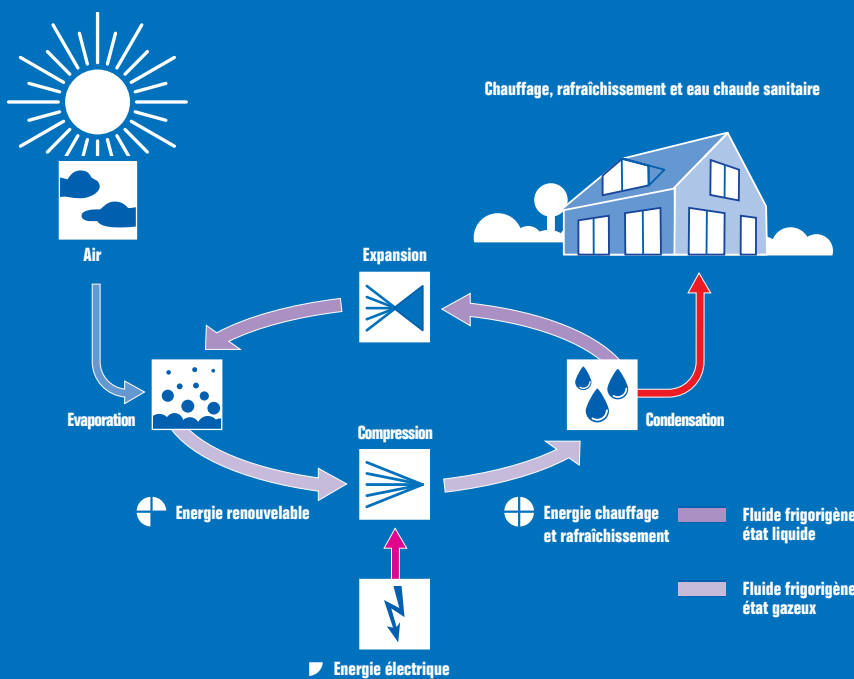 Chauffage, rafraîchissement et eau chaude sanitaire
Air
Expansion
Evaporation
Compression
Condensation
Energie renouvelable
Energie chauffage
et rafraîchissement
Fluide frigorigène
état liquide
Fluide frigorigène
état gazeux
Energie électrique